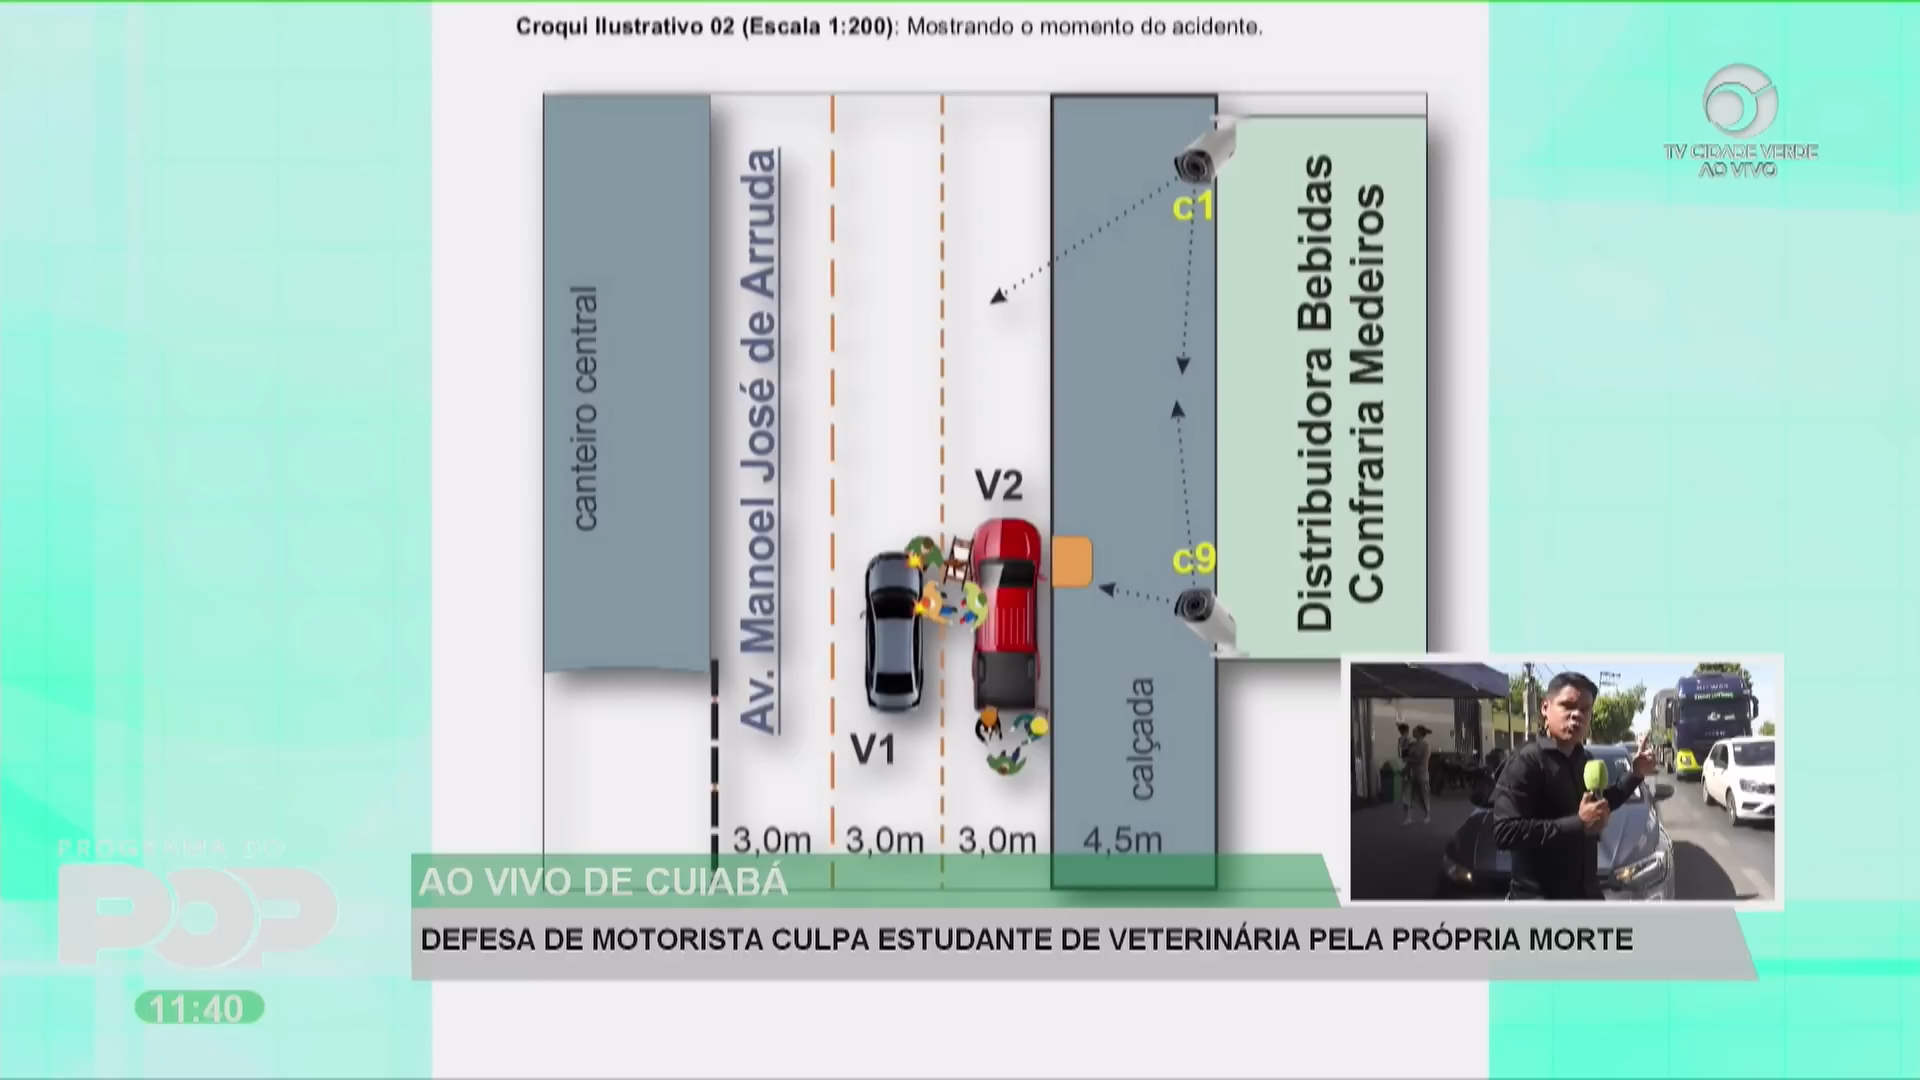 Croqui Ilustrativo 02 (Escala 1:200): Mostrando o momento do acidente.
TV CIDADE VERDE
AO VIVO
canteiro central
Av. Manoel José de Arruda
c1
Distribuidora Bebidas
Confraria Medeiros
V2
c9
V1
calçada
3,0m
3,0m
3,0m
4,5m
PROGRAMA DO
POP
11:40
AO VIVO DE CUIABÁ
DEFESA DE MOTORISTA CULPA ESTUDANTE DE VETERINÁRIA PELA PRÓPRIA MORTE